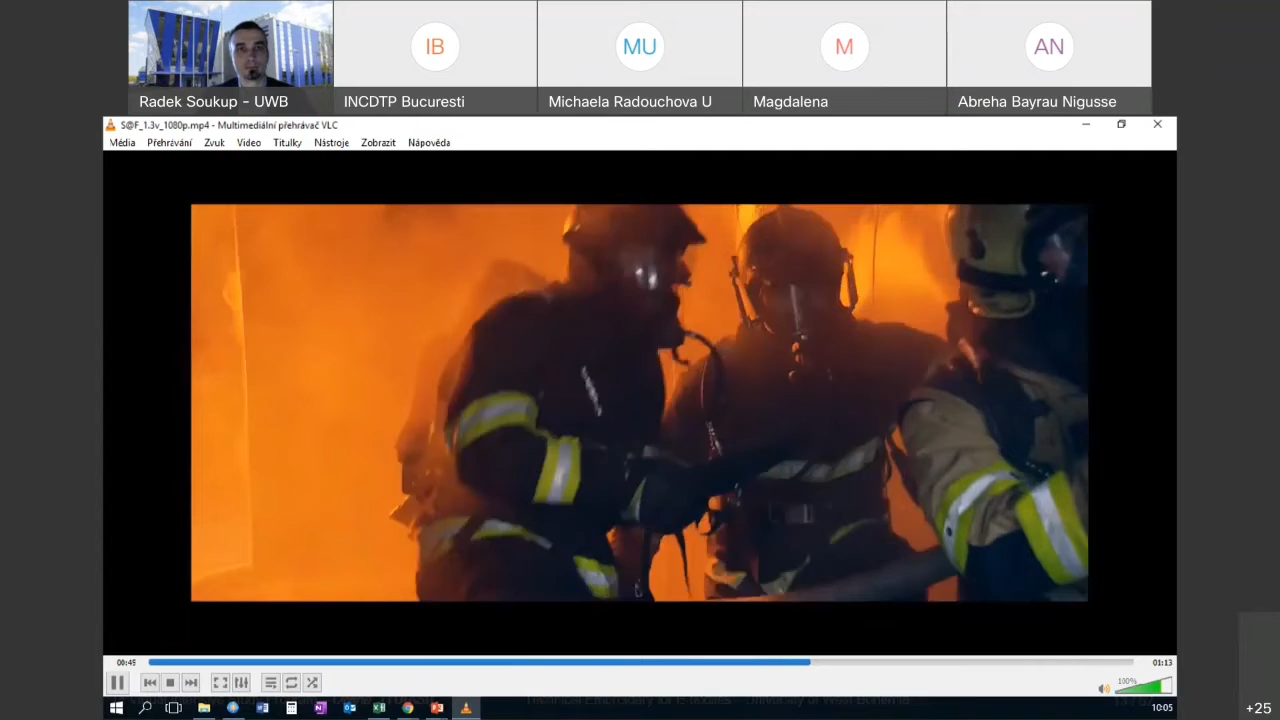 IB
MU
M
AN
Radek Soukup - UWB
INCDTP Bucuresti
Michaela Radouchova U
Magdalena
Abreha Bayrau Nigusse
S@F_1.3v_1080p.mp4 - Multimediální přehrávač VLC
Média Přehrávání Zvuk Video Titulky Nástroje Zobrazit Nápověda
00:49
01:13
100%
10:05
+25